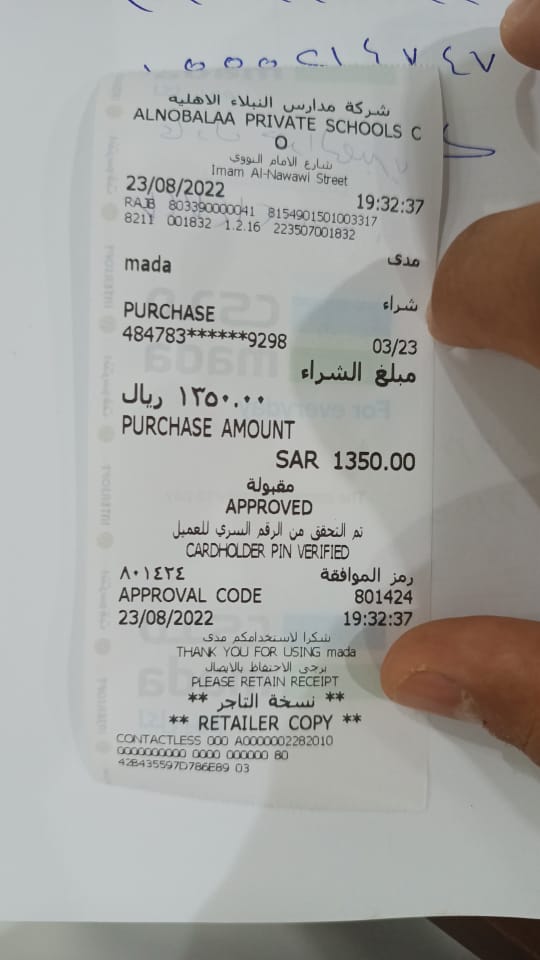 ٠٥٥٥٢١٤٧٤٧
شركة مدارس النبلاء الاهليه
ALNOBALAA PRIVATE SCHOOLS C
O
شارع الامام النووي
Imam Al-Nawawi Street
23/08/2022 19:32:37
RAJB 803390000041 8154901501003317
8211 001832 1.2.16 223507001832
mada مدى
شراء
PURCHASE
484783******9298 03/23
مبلغ الشراء
١٣٥٠.٠٠ ريال
PURCHASE AMOUNT
SAR 1350.00
مقبولة
APPROVED
تم التحقق من الرقم السري للعميل
CARDHOLDER PIN VERIFIED
٨٠١٤٢٤ رمز الموافقة
APPROVAL CODE 801424
23/08/2022 19:32:37
شكرا لاستخدامكم مدى
THANK YOU FOR USING mada
يرجى الاحتفاظ بالايصال
PLEASE RETAIN RECEIPT
** نسخة التاجر **
** RETAILER COPY **
CONTACTLESS 000 A0000002282010
0000000000 0000 000000 80
42B435597D786E89 03